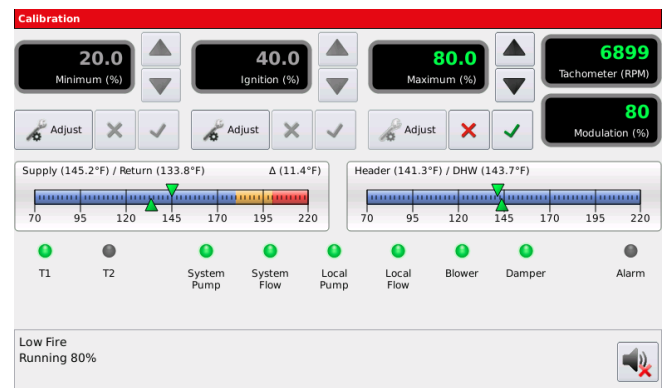 Calibration
20.0
Minimum (%)
40.0
Ignition (%)
80.0
Maximum (%)
6899
Tachometer (RPM)
Adjust
Adjust
Adjust
80
Modulation (%)
Supply (145.2°F) / Return (133.8°F) Δ (11.4°F)
70 95 120 145 170 195 220
Header (141.3°F) / DHW (143.7°F)
70 95 120 145 170 195 220
T1
T2
System
Pump
System
Flow
Local
Pump
Local
Flow
Blower
Damper
Alarm
Low Fire
Running 80%